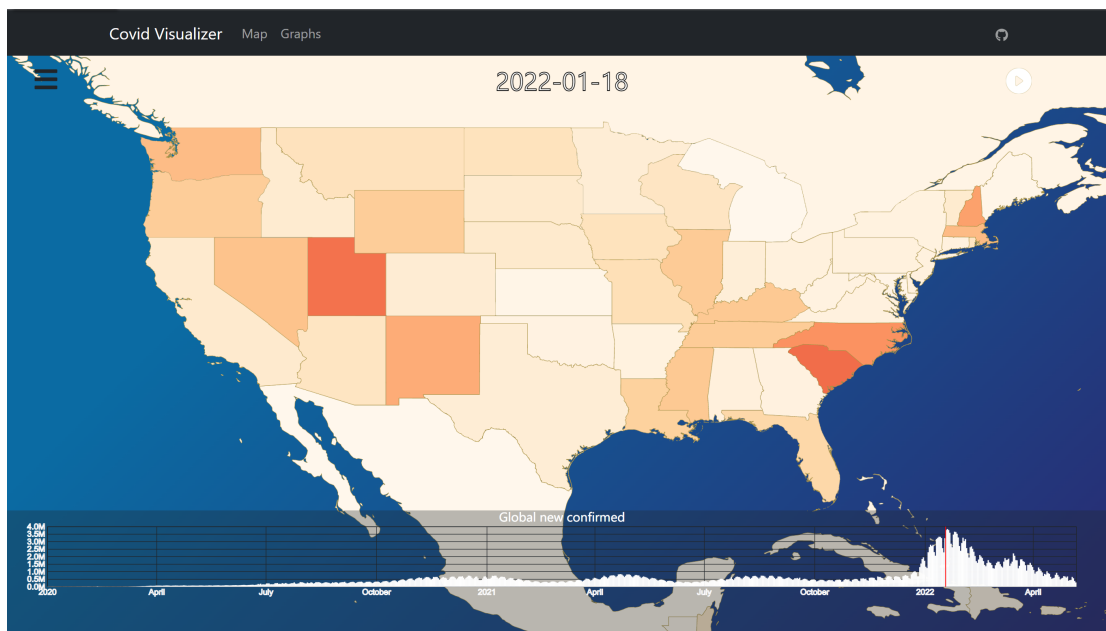 Covid Visualizer Map Graphs
2022-01-18
Global new confirmed
4.0M
3.5M
3.0M
2.5M
2.0M
1.5M
1.0M
0.5M
0.0M
2020 April July October 2021 April July October 2022 April